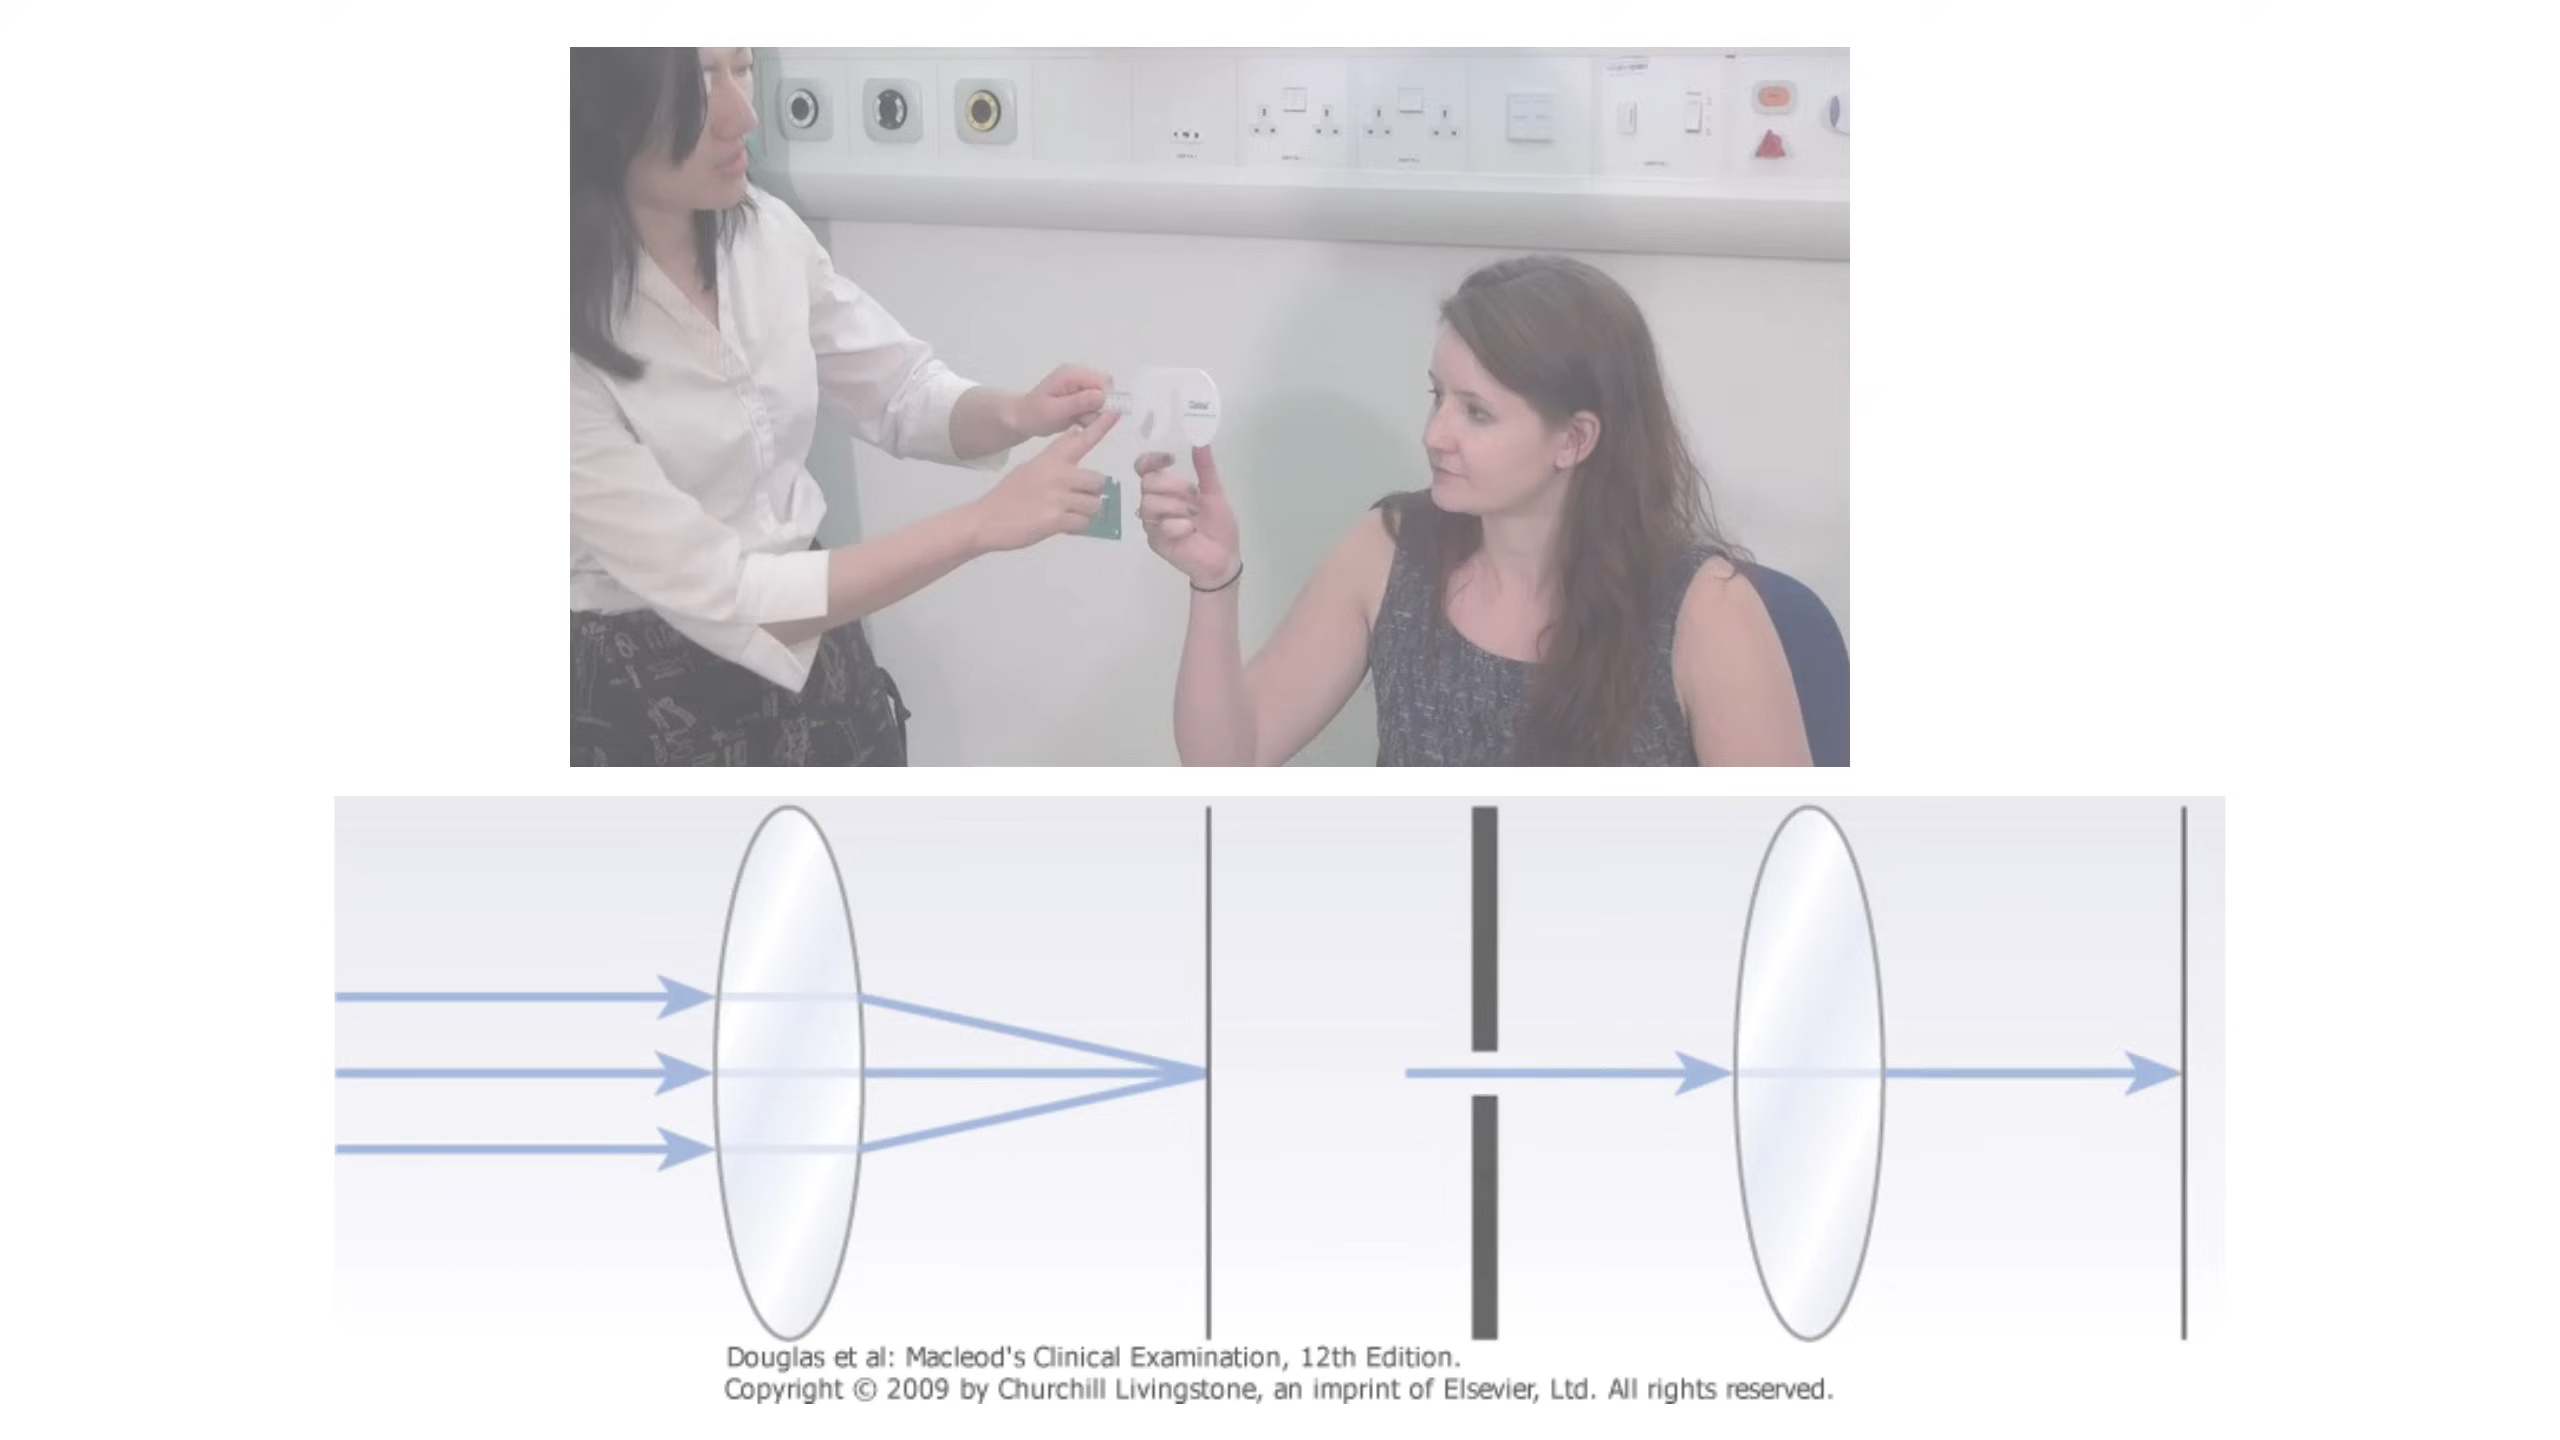 Douglas et al: Macleod's Clinical Examination, 12th Edition.
Copyright © 2009 by Churchill Livingstone, an imprint of Elsevier, Ltd. All rights reserved.